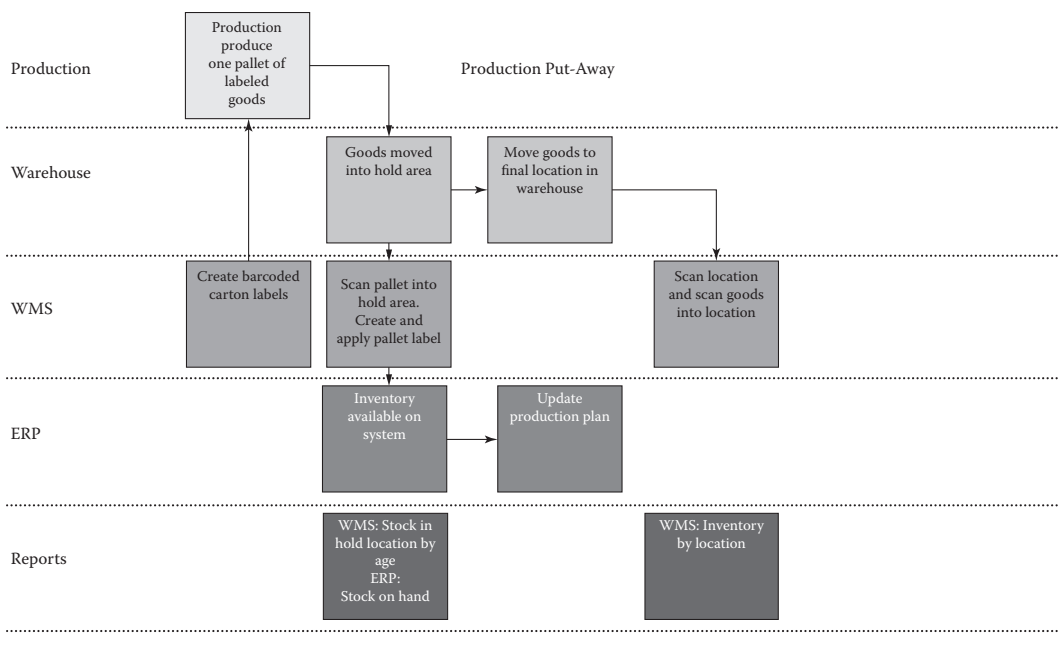 Production
Production
produce
one pallet of
labeled
goods
Production Put-Away
Warehouse
Goods moved
into hold area
Move goods to
final location in
warehouse
WMS
Create barcoded
carton labels
Scan pallet into
hold area.
Create and
apply pallet label
Scan location
and scan goods
into location
ERP
Inventory
available on
system
Update
production plan
Reports
WMS: Stock in
hold location by
age
ERP:
Stock on hand
WMS: Inventory
by location